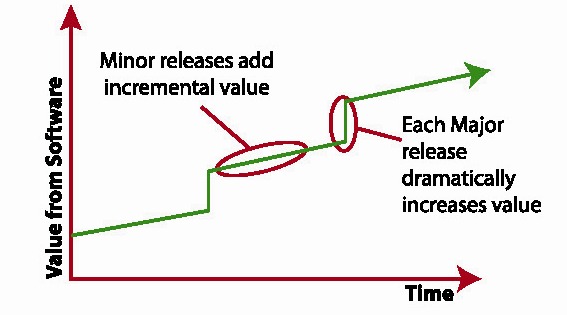 Minor releases add
incremental value
Each Major
release
dramatically
increases value
Value from Software
Time